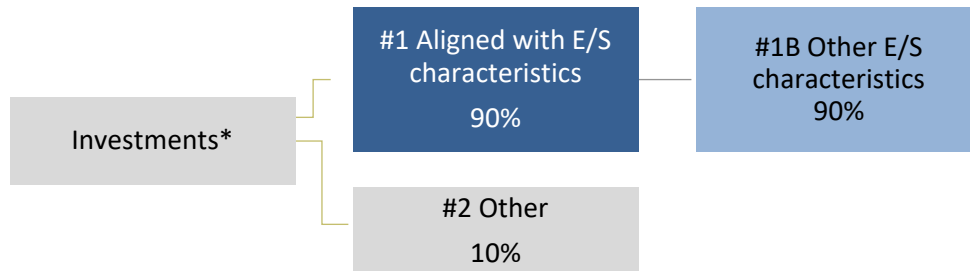 Investments*
#1 Aligned with E/S
characteristics
90%
#1B Other E/S
characteristics
90%
#2 Other
10%